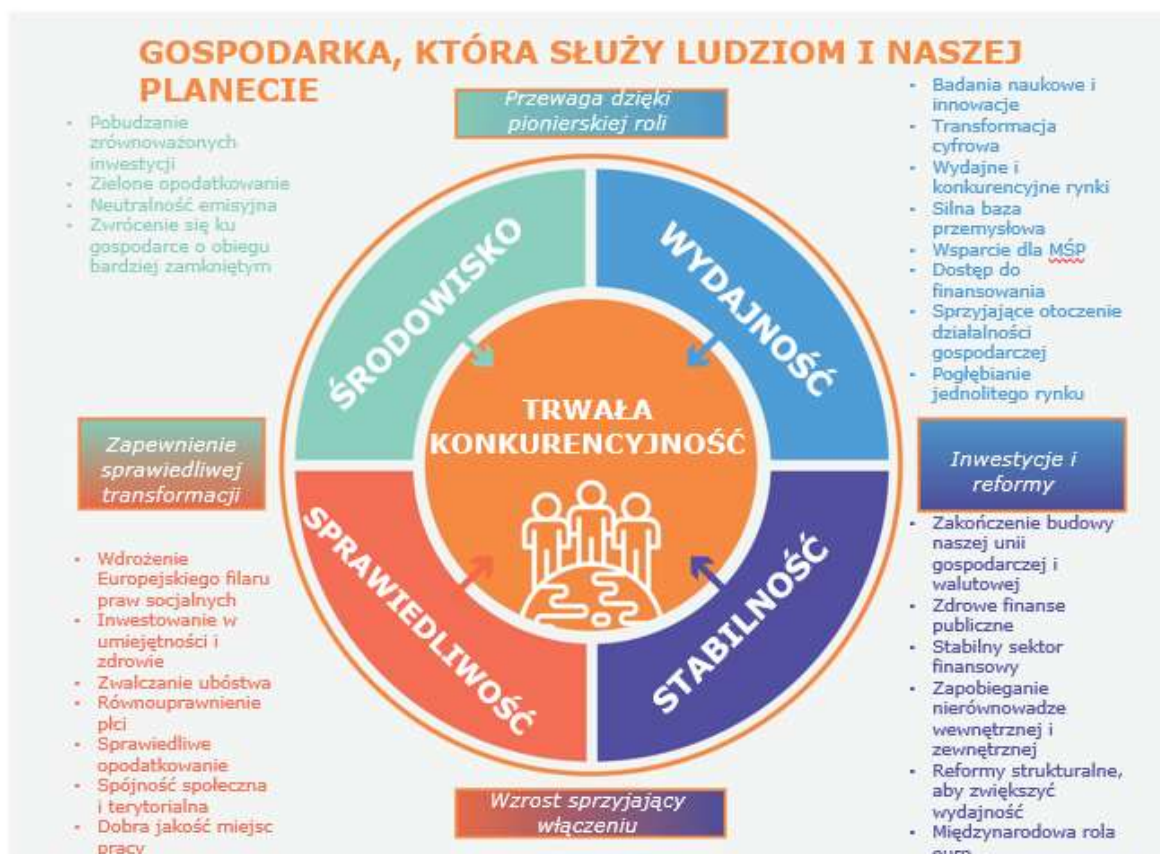 GOSPODARKA, KTÓRA SŁUŻY LUDZIOM I NASZEJ
PLANECIE
Przewaga dzięki
pionierskiej roli
• Pobudzanie
zrównoważonych
inwestycji
• Zielone opodatkowanie
• Neutralność emisyjna
• Zwrócenie się ku
gospodarce o obiegu
bardziej zamkniętym
• Badania naukowe i
innowacje
• Transformacja
cyfrowa
• Wydajne i
konkurencyjne rynki
• Silna baza
przemysłowa
• Wsparcie dla MŚP
• Dostęp do
finansowania
• Sprzyjające otoczenie
działalności
gospodarczej
• Pogłębianie
jednolitego rynku
ŚRODOWISKO
WYDAJNOŚĆ
TRWAŁA
KONKURENCYJNOŚĆ
SPRAWIEDLIWOŚĆ
STABILNOŚĆ
Zapewnienie
sprawiedliwej
transformacji
Inwestycje i
reformy
• Wdrożenie
Europejskiego filaru
praw socjalnych
• Inwestowanie w
umiejętności i
zdrowie
• Zwalczanie ubóstwa
• Równouprawnienie
płci
• Sprawiedliwe
opodatkowanie
• Spójność społeczna
i terytorialna
• Dobra jakość miejsc
pracy
• Zakończenie budowy
naszej unii
gospodarczej i
walutowej
• Zdrowe finanse
publiczne
• Stabilny sektor
finansowy
• Zapobieganie
nierównowadze
wewnętrznej i
zewnętrznej
• Reformy strukturalne,
aby zwiększyć
wydajność
• Międzynarodowa rola
Wzrost sprzyjający
włączeniu